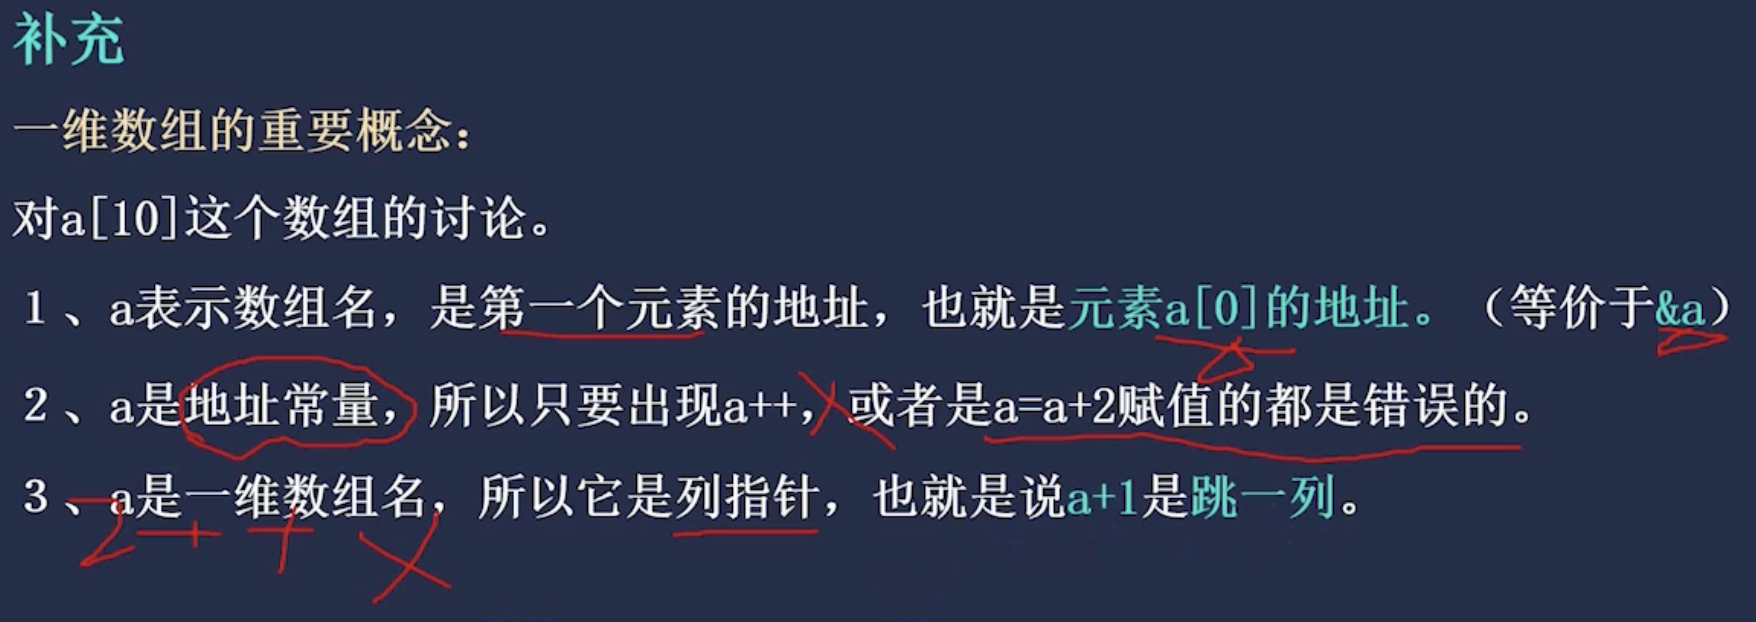 补充
一维数组的重要概念：
对a[10]这个数组的讨论。
1、a表示数组名，是第一个元素的地址，也就是元素a[0]的地址。（等价于&a）
2、a是地址常量，所以只要出现a++，或者是a=a+2赋值的都是错误的。
3、a是一维数组名，所以它是列指针，也就是说a+1是跳一列。